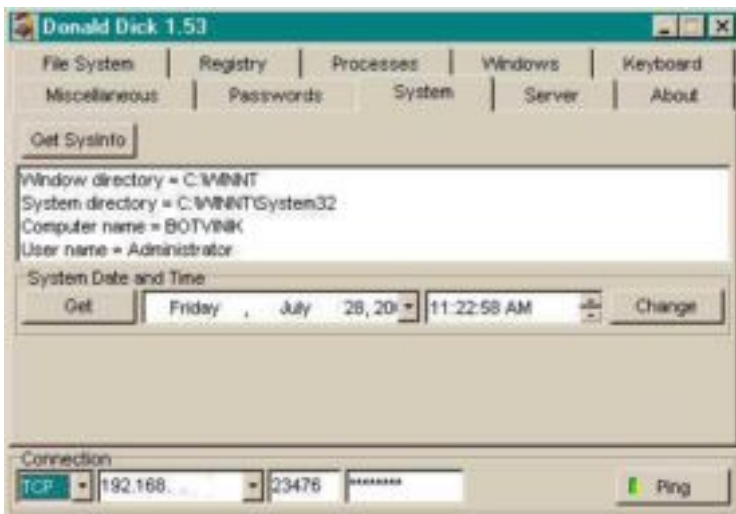 Donald Dick 1.53
File System Registry Processes Windows Keyboard
Miscellaneous Passwords System Server About
Get SysInfo
Window directory = C:\WINNT
System directory = C:\WINNT\System32
Computer name = BOTVINIK
User name = Administrator
System Date and Time
Get Friday , July 28, 20 11:22:58 AM Change
Connection
TCP 192.168. 23476 ******** Ping